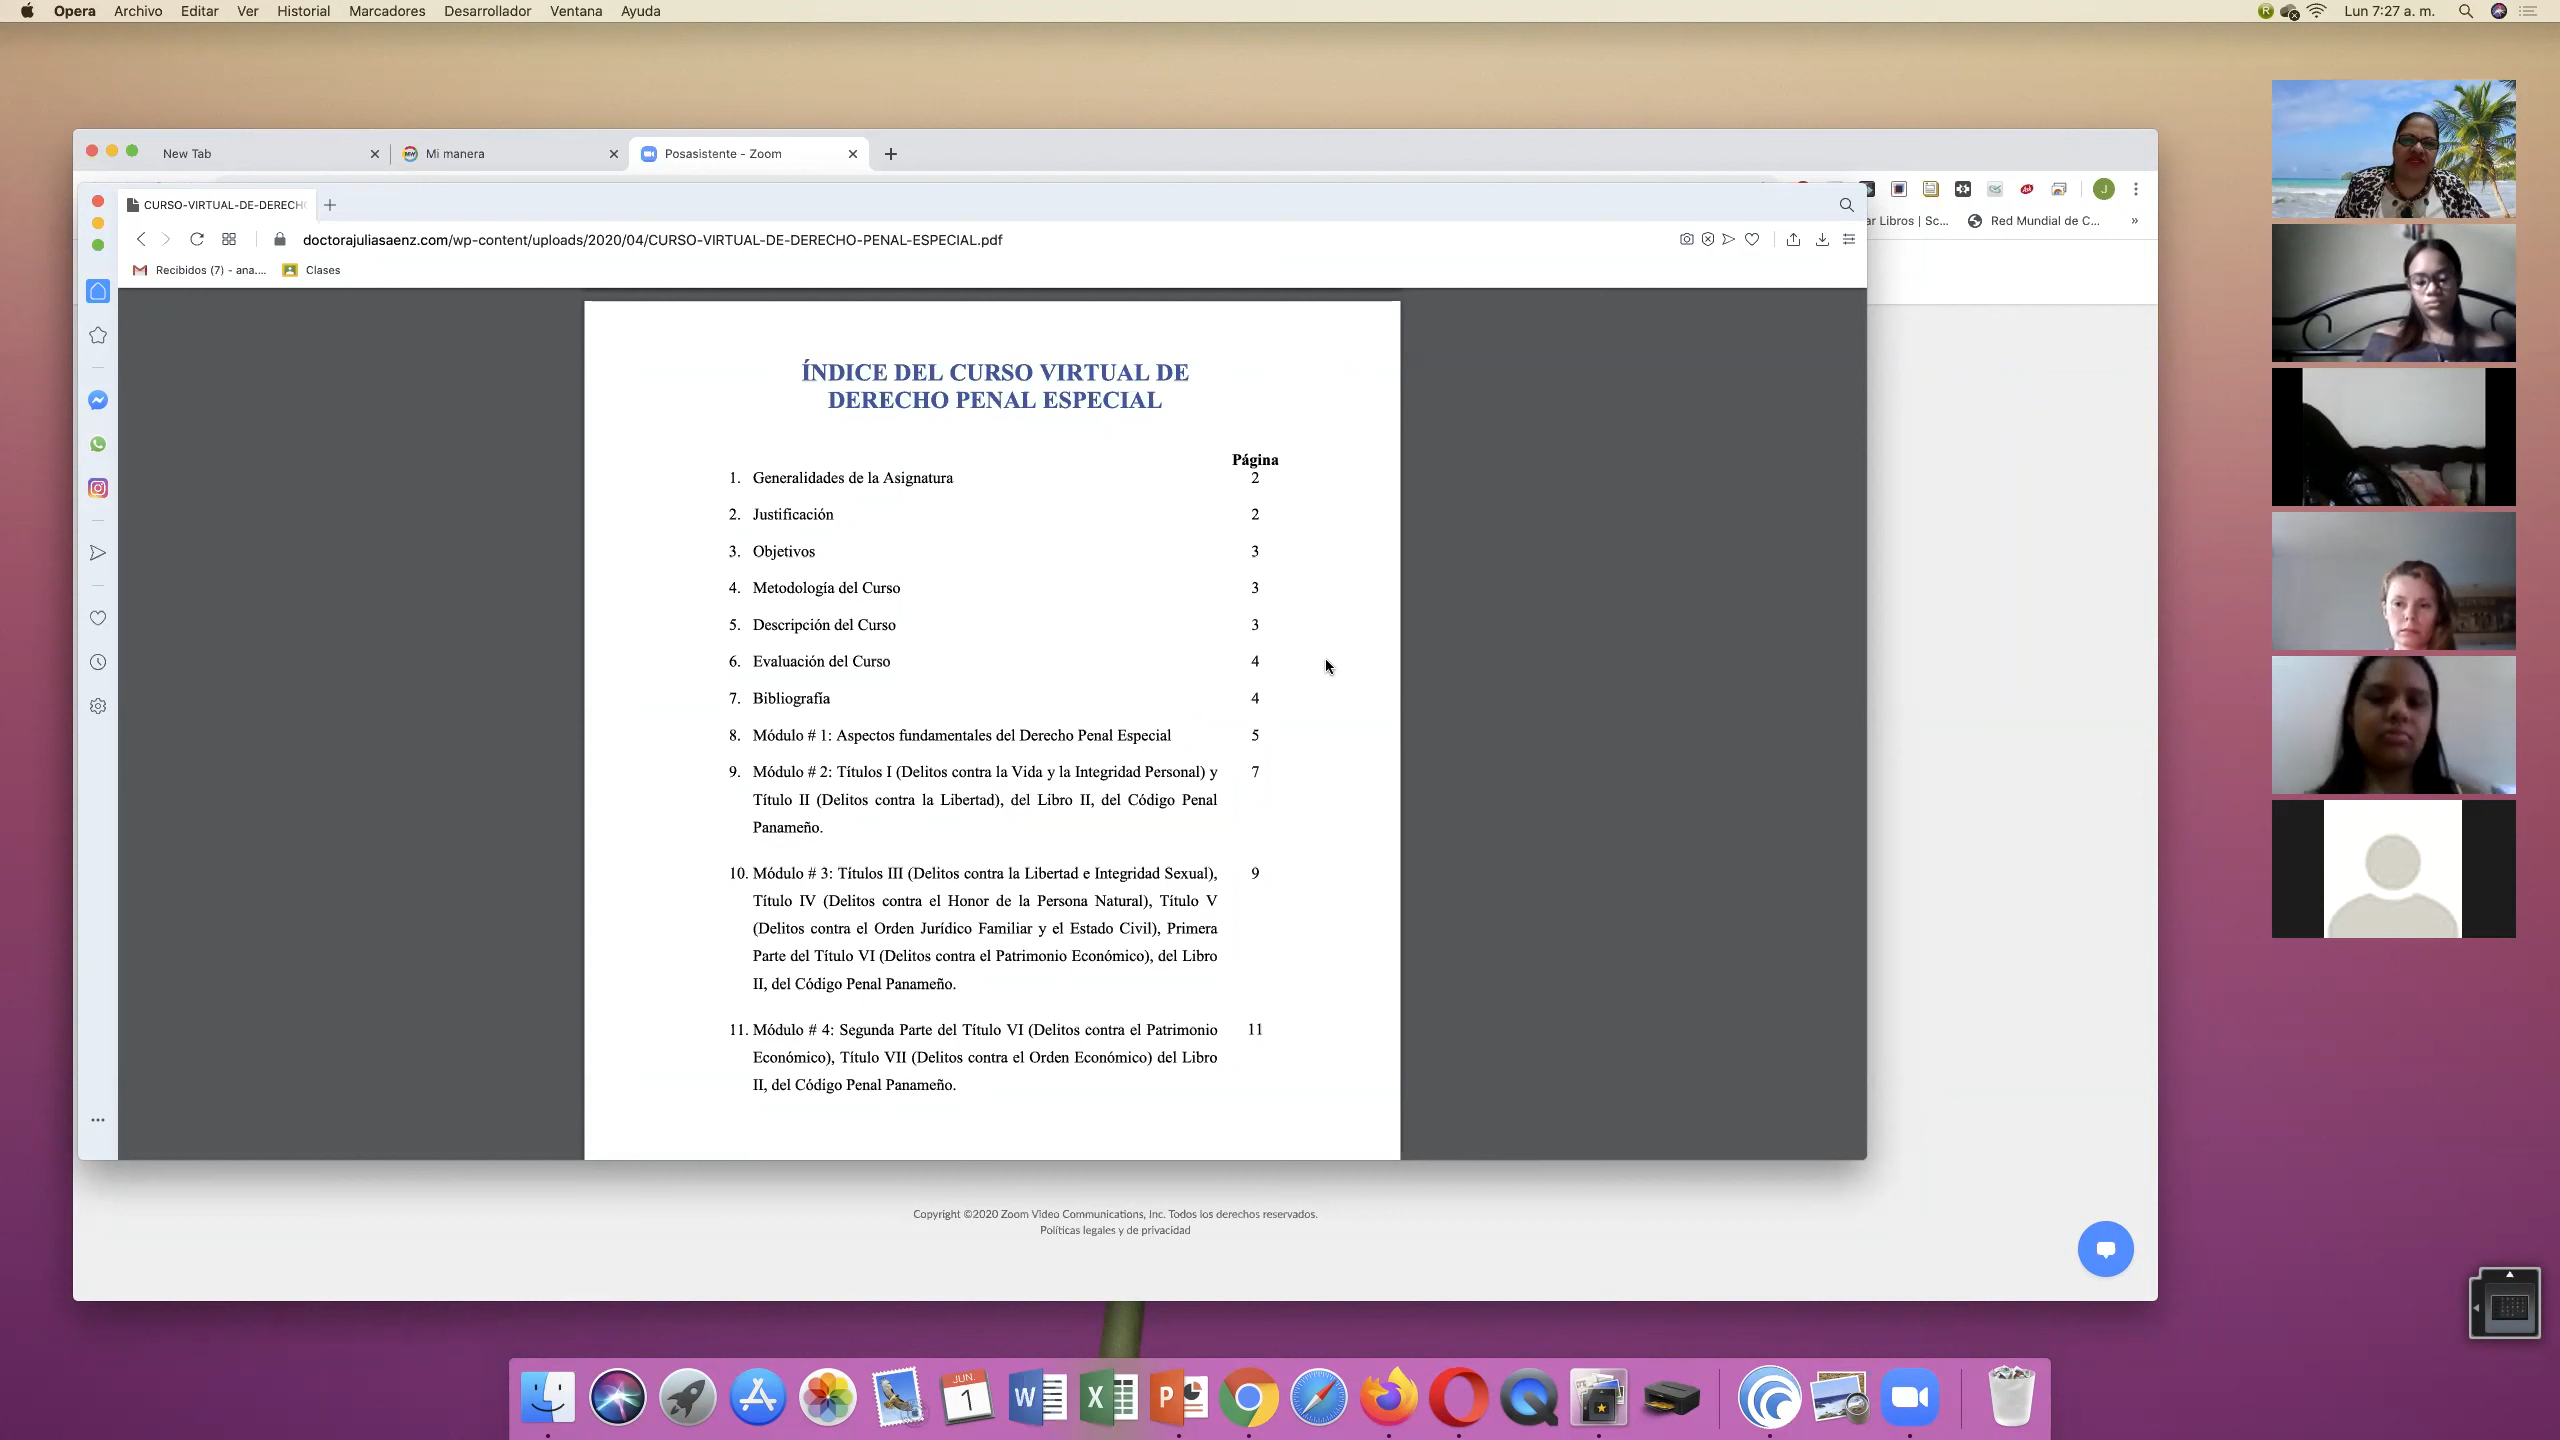 Opera Archivo Editar Ver Historial Marcadores Desarrollador Ventana Ayuda
Lun 7:27 a. m.
New Tab
Mi manera
Posasistente - Zoom
J
ar Libros | Sc...
Red Mundial de C...
»
CURSO-VIRTUAL-DE-DERECH
doctorajuliasaenz.com/wp-content/uploads/2020/04/CURSO-VIRTUAL-DE-DERECHO-PENAL-ESPECIAL.pdf
Recibidos (7) - ana....
Clases
ÍNDICE DEL CURSO VIRTUAL DE
DERECHO PENAL ESPECIAL
Página
1. Generalidades de la Asignatura 2
2. Justificación 2
3. Objetivos 3
4. Metodología del Curso 3
5. Descripción del Curso 3
6. Evaluación del Curso 4
7. Bibliografía 4
8. Módulo # 1: Aspectos fundamentales del Derecho Penal Especial 5
9. Módulo # 2: Títulos I (Delitos contra la Vida y la Integridad Personal) y 7
Título II (Delitos contra la Libertad), del Libro II, del Código Penal
Panameño.
10. Módulo # 3: Títulos III (Delitos contra la Libertad e Integridad Sexual), 9
Título IV (Delitos contra el Honor de la Persona Natural), Título V
(Delitos contra el Orden Jurídico Familiar y el Estado Civil), Primera
Parte del Título VI (Delitos contra el Patrimonio Económico), del Libro
II, del Código Penal Panameño.
11. Módulo # 4: Segunda Parte del Título VI (Delitos contra el Patrimonio 11
Económico), Título VII (Delitos contra el Orden Económico) del Libro
II, del Código Penal Panameño.
Copyright ©2020 Zoom Video Communications, Inc. Todos los derechos reservados.
Políticas legales y de privacidad
JUN.
1
W
X
P